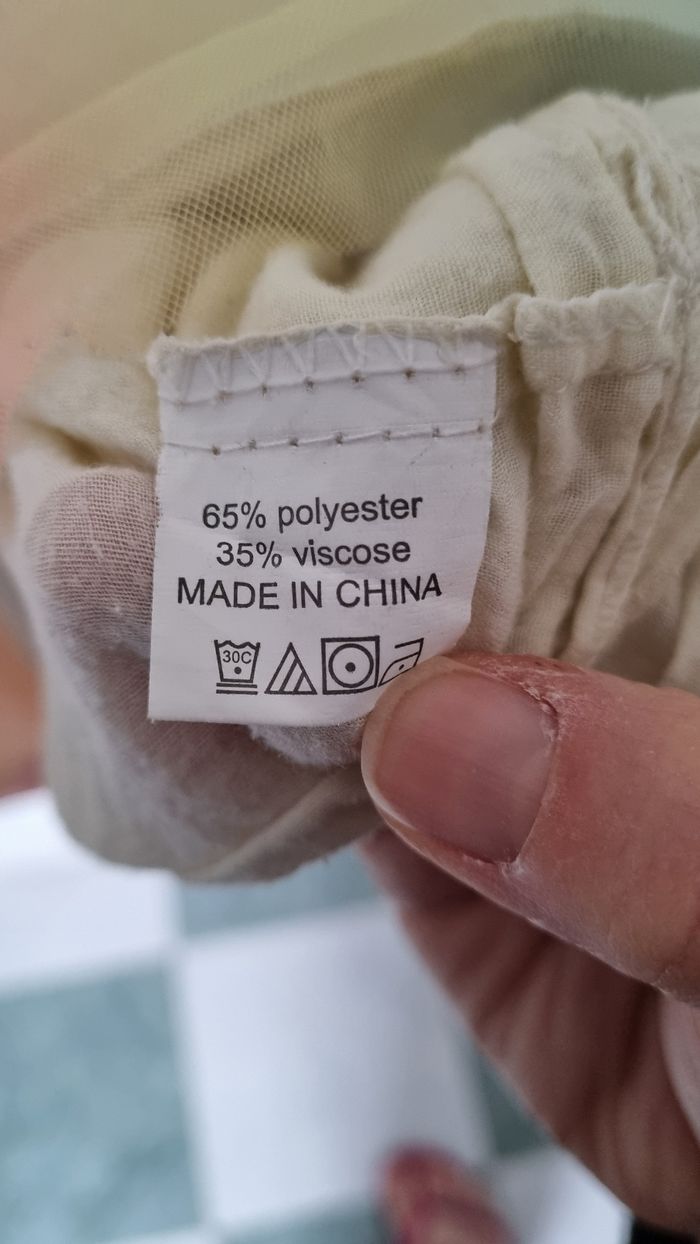 65% polyester
35% viscose
MADE IN CHINA
30C